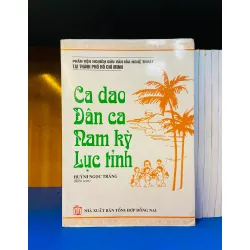 PHÂN VIỆN NGHIÊN CỨU VĂN HÓA NGHỆ THUẬT
TẠI THÀNH PHỐ HỒ CHÍ MINH
Ca dao
Dân ca
Nam kỳ
Lục tỉnh
HUỲNH NGỌC TRẢNG
NHÀ XUẤT BẢN TỔNG HỢP ĐỒNG NAI